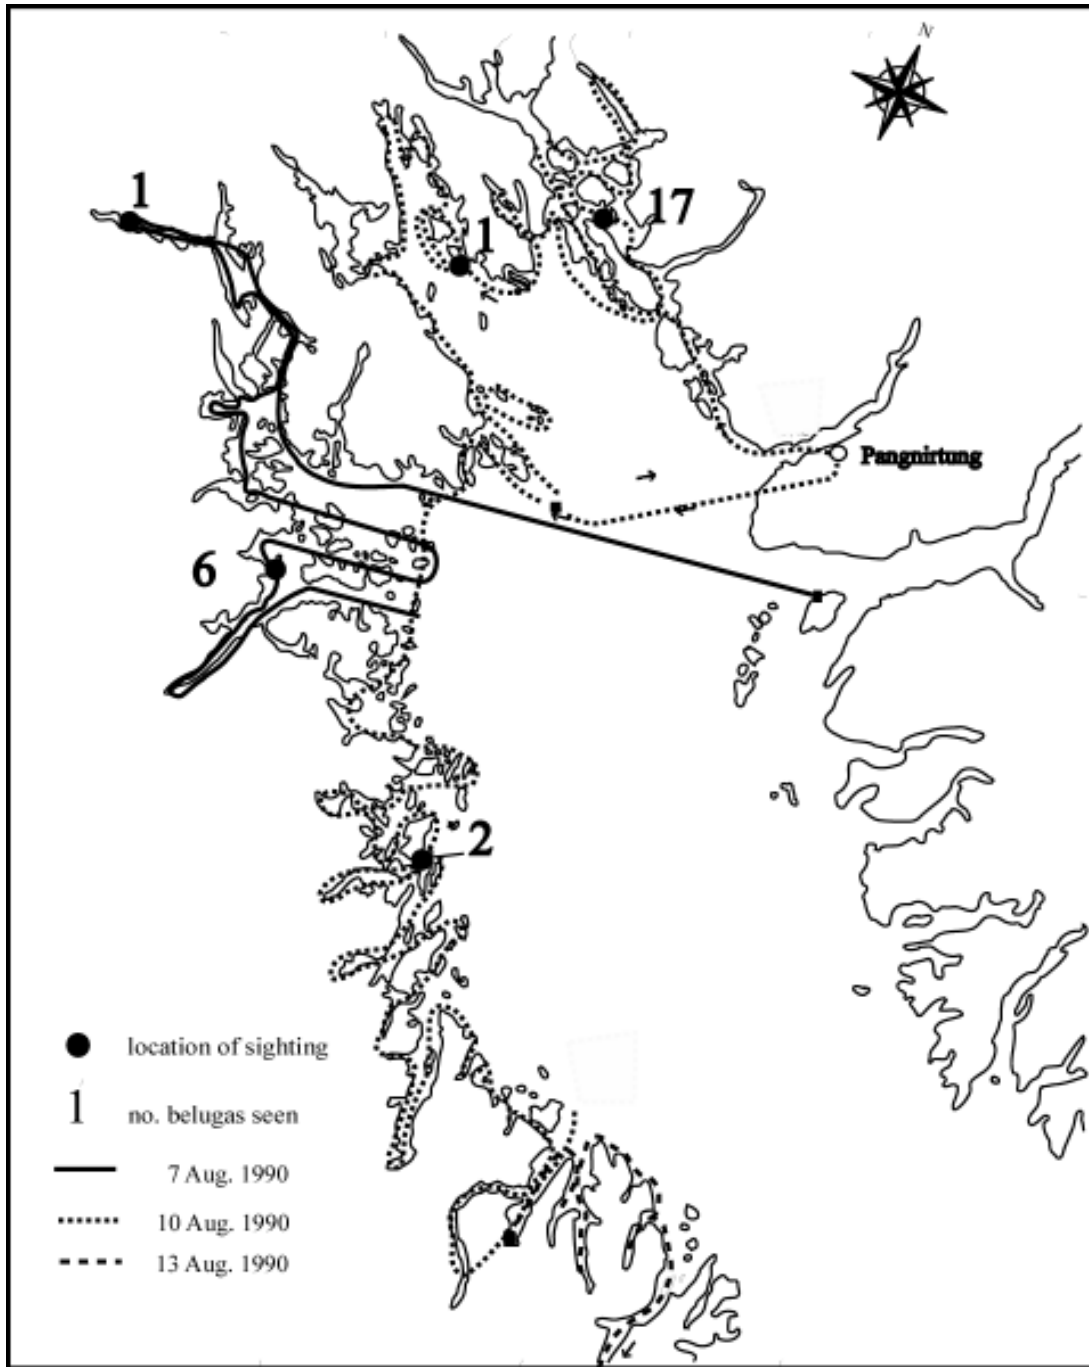 N
1
17
1
Pangnirtung
6
2
location of sighting
1
no. belugas seen
7 Aug. 1990
10 Aug. 1990
13 Aug. 1990